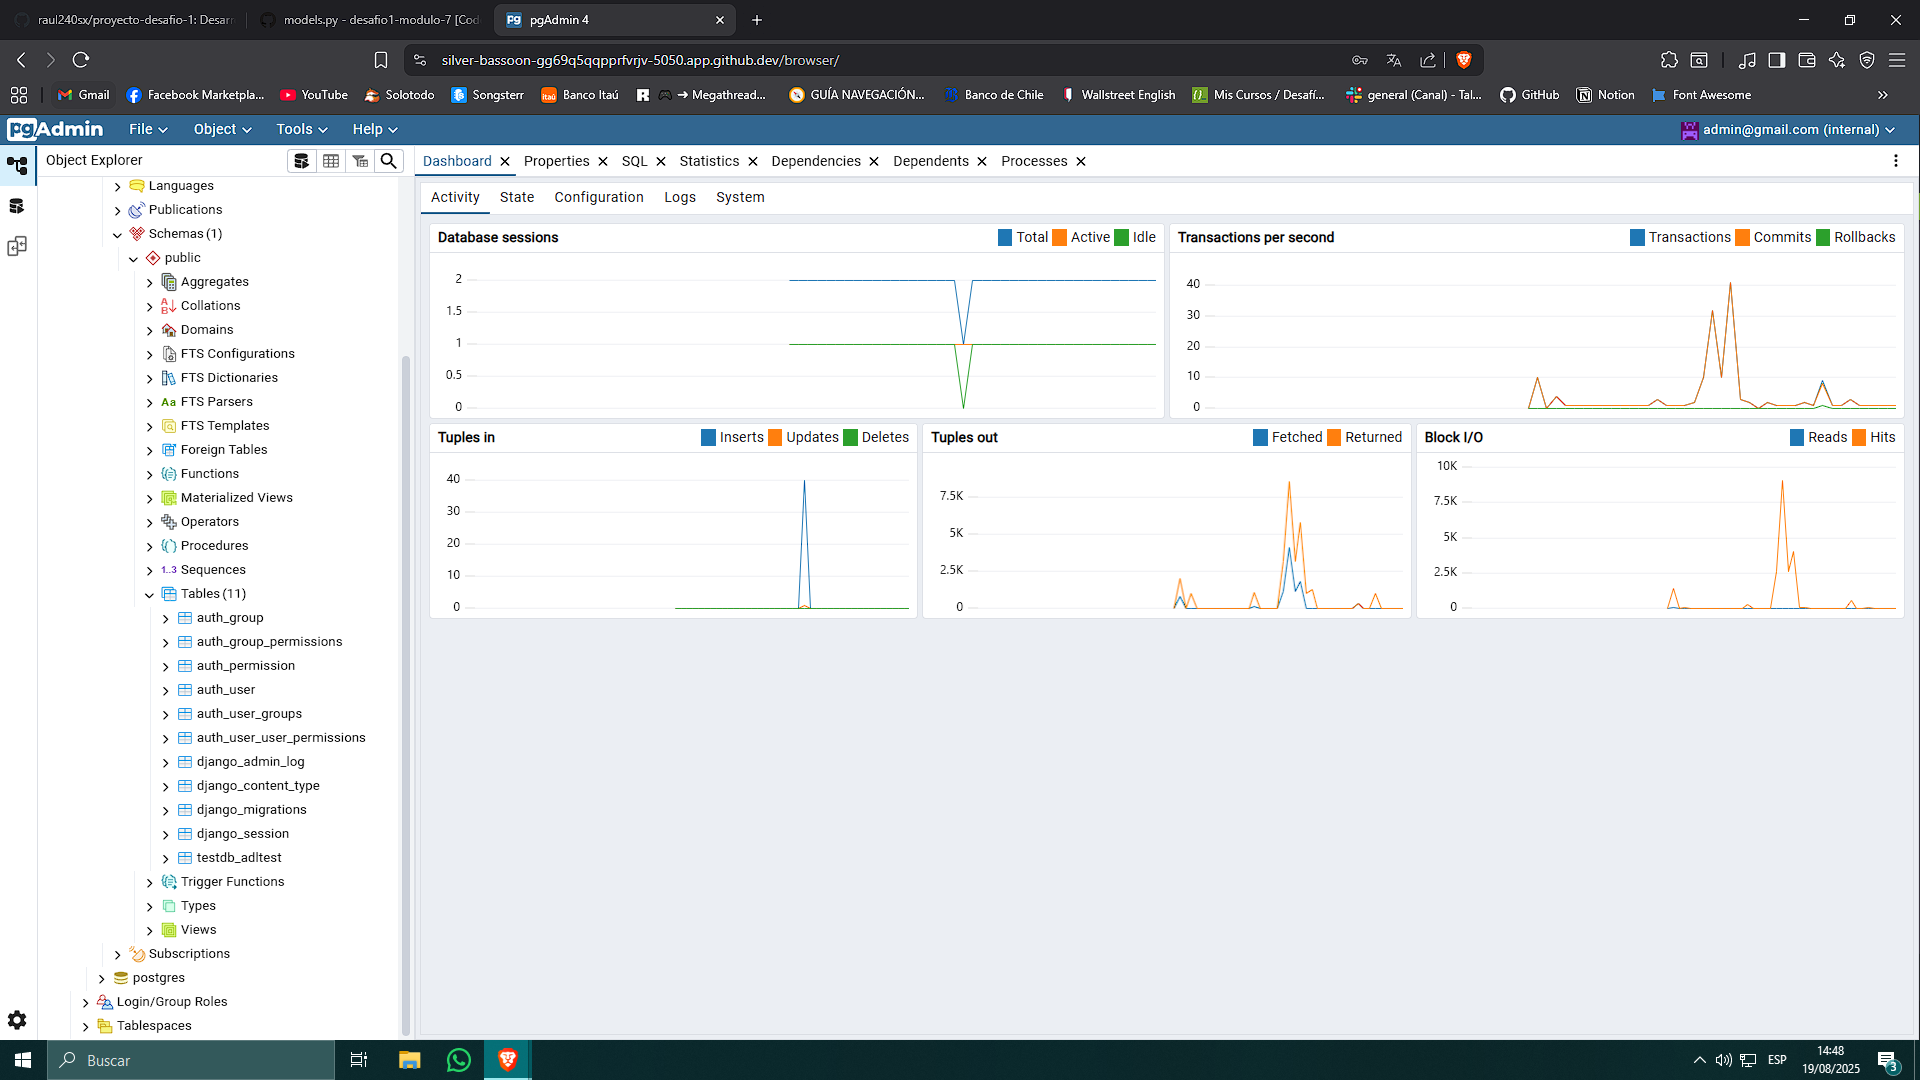 raul240sx/proyecto-desafio-1: Desarr
models.py - desafio1-modulo-7 [Cod
pgAdmin 4
silver-bassoon-gg69q5qqpprfvrjv-5050.app.github.dev/browser/
Gmail
Facebook Marketpla...
YouTube
Solotodo
Songsterr
Banco Itaú
→ Megathread...
GUÍA NAVEGACIÓN...
Banco de Chile
Wallstreet English
Mis Cursos / Desafí...
general (Canal) - Tal...
GitHub
Notion
Font Awesome
pgAdmin
File
Object
Tools
Help
admin@gmail.com (internal)
Object Explorer
Dashboard
Properties
SQL
Statistics
Dependencies
Dependents
Processes
Activity
State
Configuration
Logs
System
Languages
Publications
Schemas (1)
public
Aggregates
Collations
Domains
FTS Configurations
FTS Dictionaries
FTS Parsers
FTS Templates
Foreign Tables
Functions
Materialized Views
Operators
Procedures
1..3 Sequences
Tables (11)
auth_group
auth_group_permissions
auth_permission
auth_user
auth_user_groups
auth_user_user_permissions
django_admin_log
django_content_type
django_migrations
django_session
testdb_adltest
Trigger Functions
Types
Views
Subscriptions
postgres
Login/Group Roles
Tablespaces
Database sessions
Total Active Idle
2
1.5
1
0.5
0
Transactions per second
Transactions Commits Rollbacks
40
30
20
10
0
Tuples in
Inserts Updates Deletes
40
30
20
10
0
Tuples out
Fetched Returned
7.5K
5K
2.5K
0
Block I/O
Reads Hits
10K
7.5K
5K
2.5K
0
Buscar
ESP
14:48
19/08/2025
3